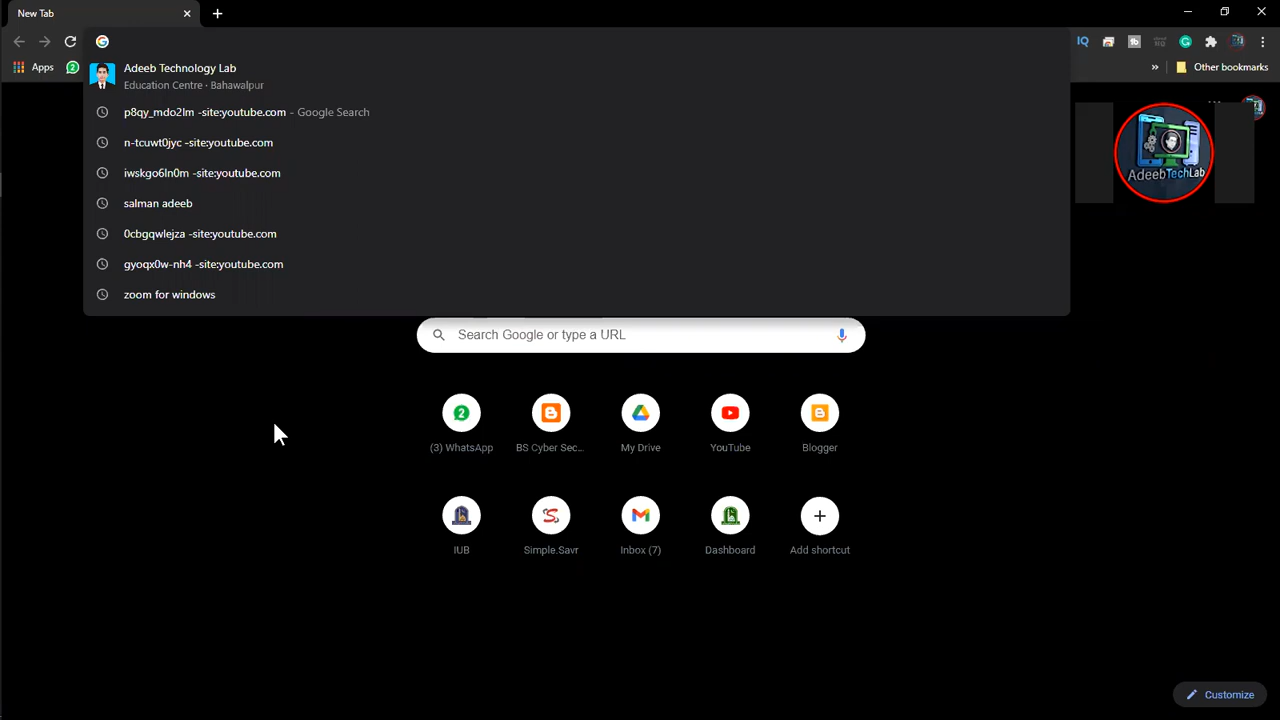 New Tab
Apps
Other bookmarks
Adeeb Technology Lab
Education Centre · Bahawalpur
p8qy_mdo2lm -site:youtube.com - Google Search
n-tcuwt0jyc -site:youtube.com
iwskgo6ln0m -site:youtube.com
salman adeeb
0cbgqwlejza -site:youtube.com
gyoqx0w-nh4 -site:youtube.com
zoom for windows
AdeebTechLab
Search Google or type a URL
(3) WhatsApp
BS Cyber Sec...
My Drive
YouTube
Blogger
IUB
Simple.Savr
Inbox (7)
Dashboard
Add shortcut
Customize